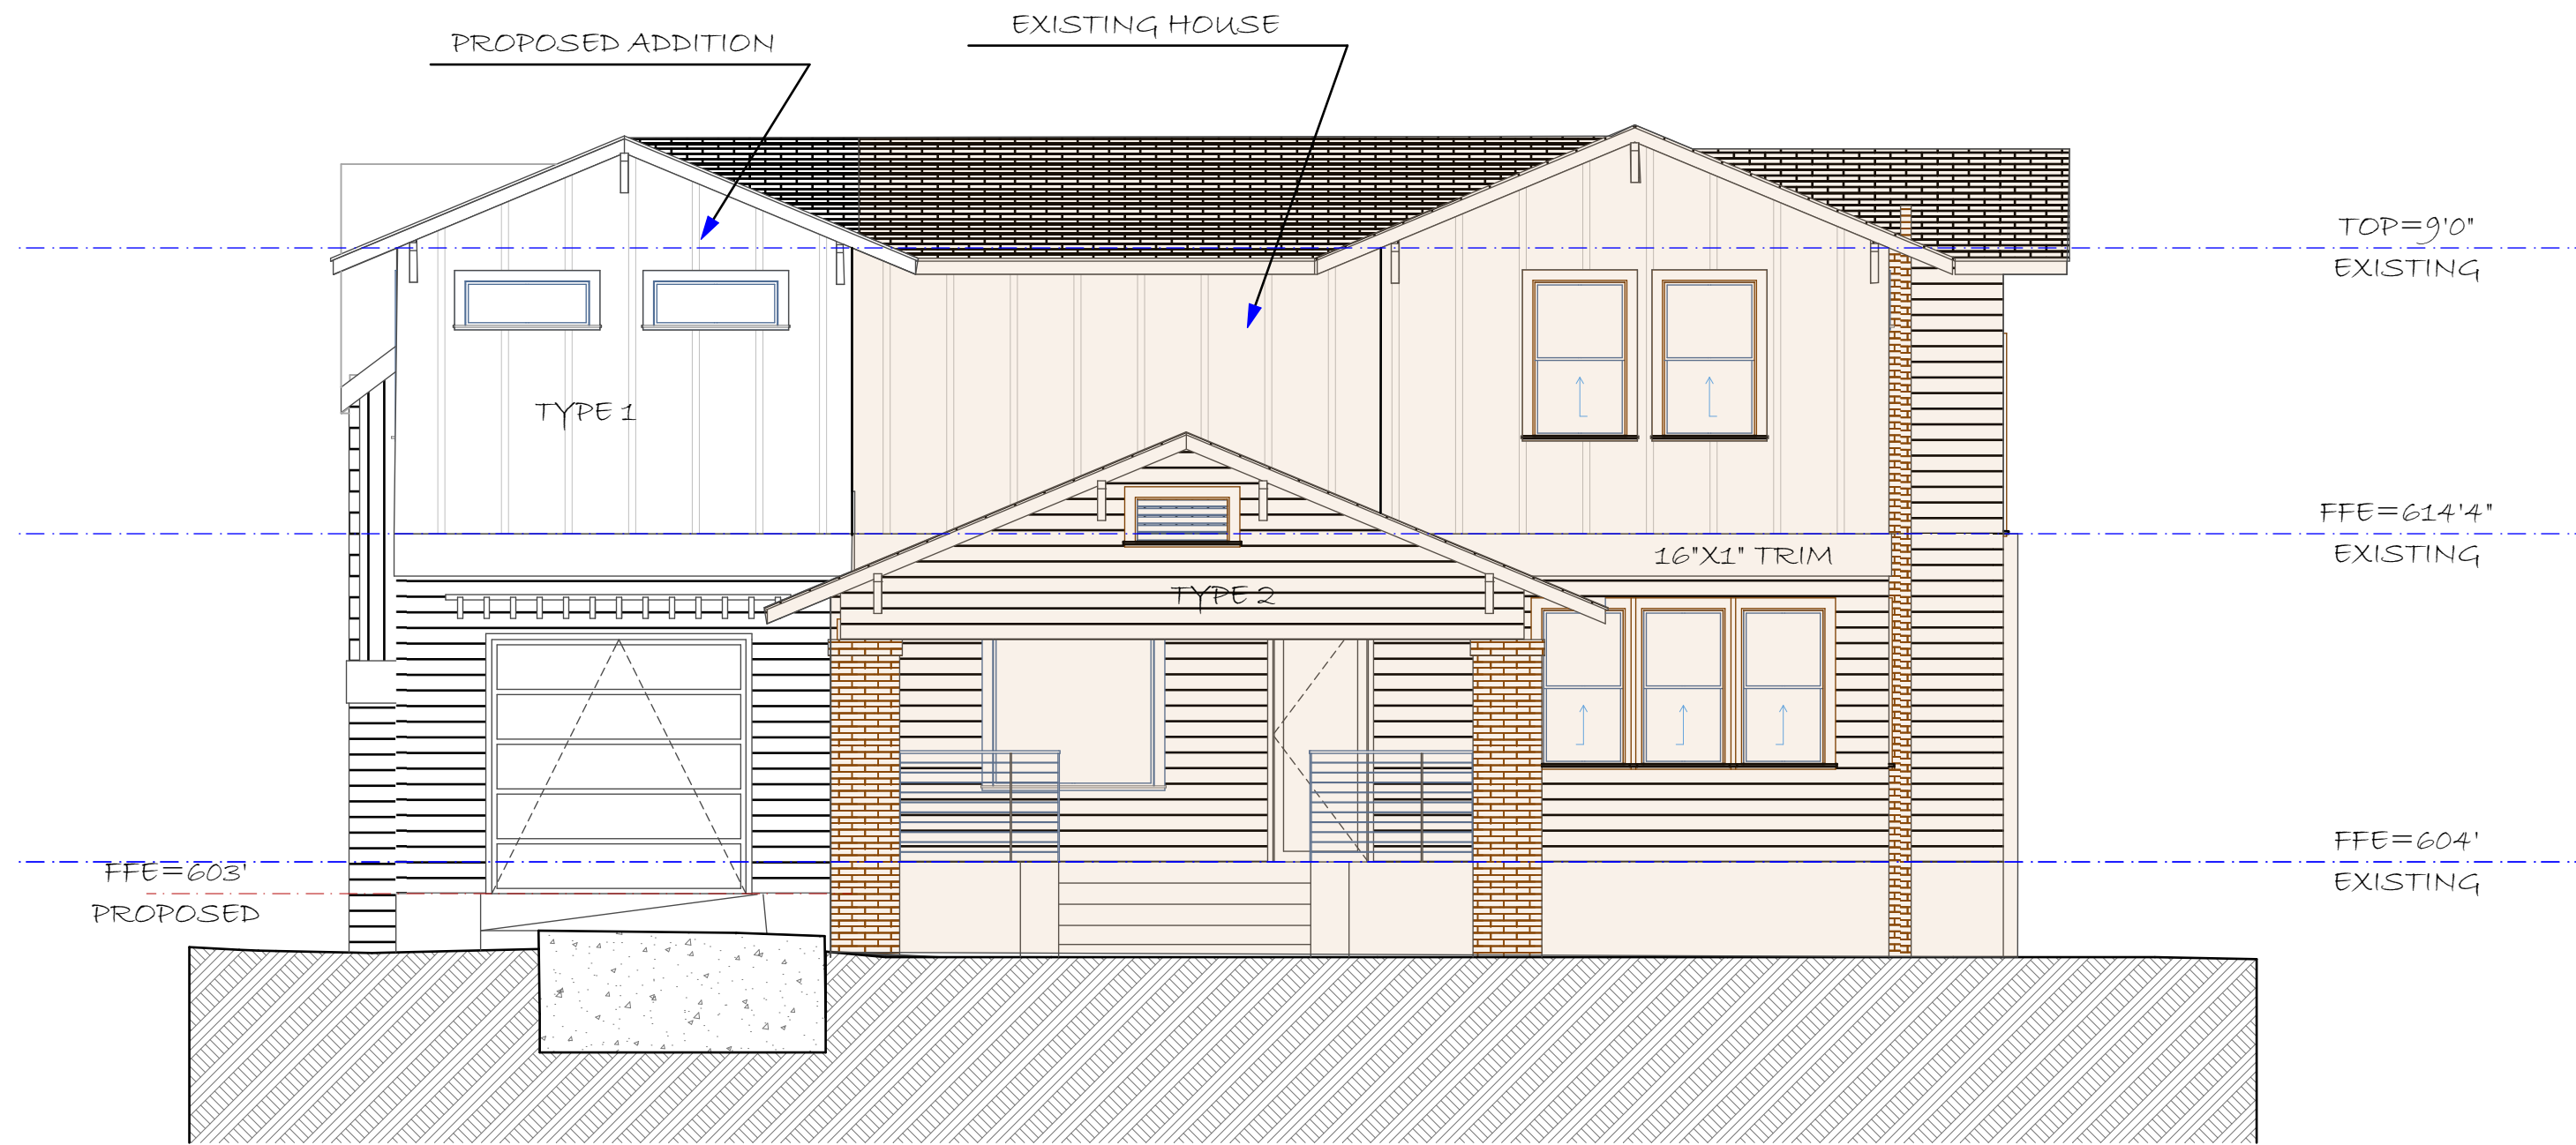 EXISTING HOUSE
PROPOSED ADDITION
TOP=9'0"
EXISTING
TYPE 1
FFE=614'4"
EXISTING
16"X1" TRIM
TYPE 2
FFE=604'
EXISTING
FFE=603'
PROPOSED